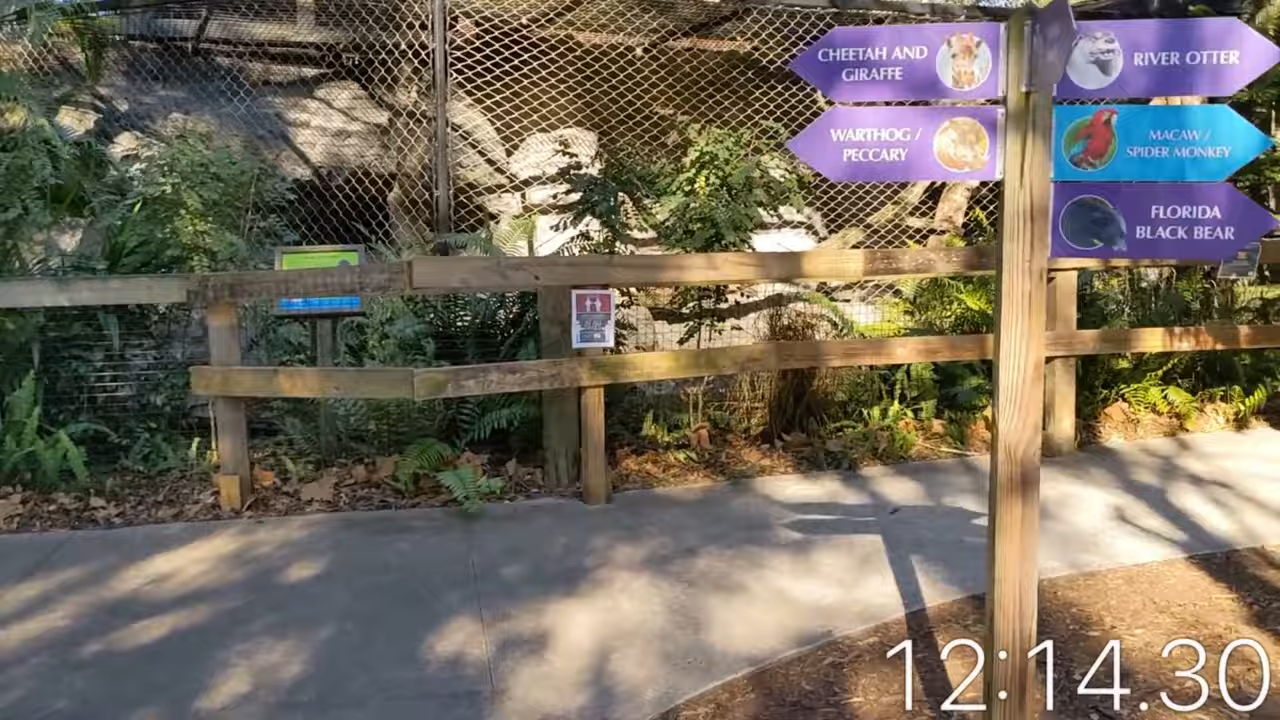 CHEETAH AND
GIRAFFE
WARTHOG /
PECCARY
RIVER OTTER
MACAW /
SPIDER MONKEY
FLORIDA
BLACK BEAR
12:14.30